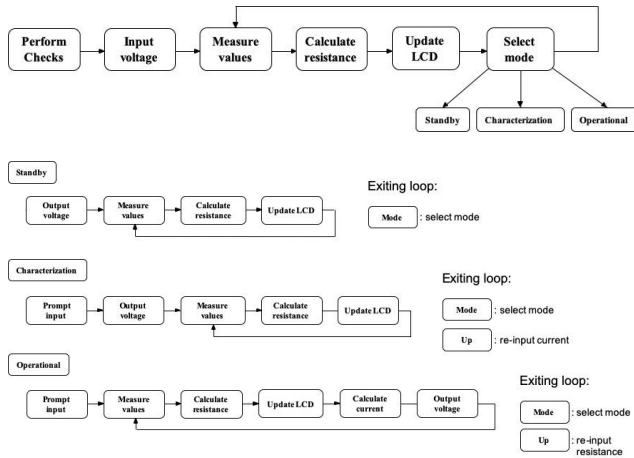 Perform
Checks
Input
voltage
Measure
values
Calculate
resistance
Update
LCD
Select
mode
Standby
Characterization
Operational
Standby
Output
voltage
Measure
values
Calculate
resistance
Update LCD
Exiting loop:
Mode : select mode
Characterization
Prompt
input
Output
voltage
Measure
values
Calculate
resistance
Update LCD
Exiting loop:
Mode : select mode
Up : re-input current
Operational
Prompt
input
Measure
values
Calculate
resistance
Update LCD
Calculate
current
Output
voltage
Exiting loop:
Mode : select mode
Up : re-input
resistance